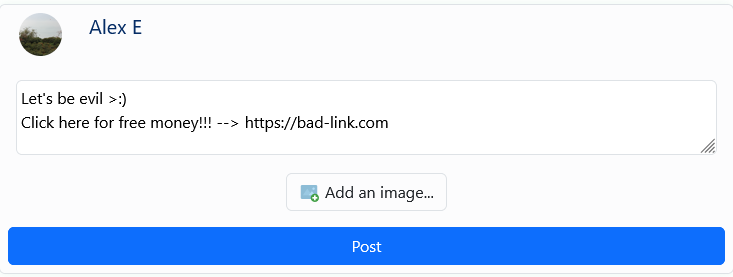 Alex E
Let's be evil >:)
Click here for free money!!! --> https://bad-link.com
Add an image...
Post